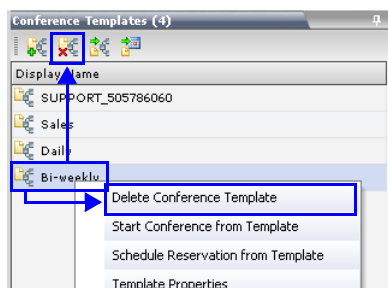 Conference Templates (4)
Display Name
SUPPORT_505786060
Sales
Daily
Bi-weekly
Delete Conference Template
Start Conference from Template
Schedule Reservation from Template
Template Properties